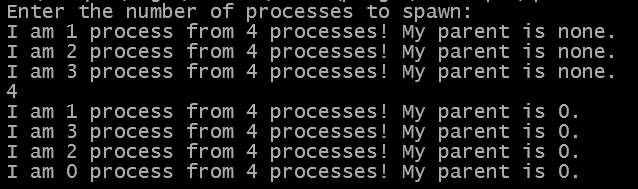 Enter the number of processes to spawn:
I am 1 process from 4 processes! My parent is none.
I am 2 process from 4 processes! My parent is none.
I am 3 process from 4 processes! My parent is none.
4
I am 1 process from 4 processes! My parent is 0.
I am 3 process from 4 processes! My parent is 0.
I am 2 process from 4 processes! My parent is 0.
I am 0 process from 4 processes! My parent is 0.